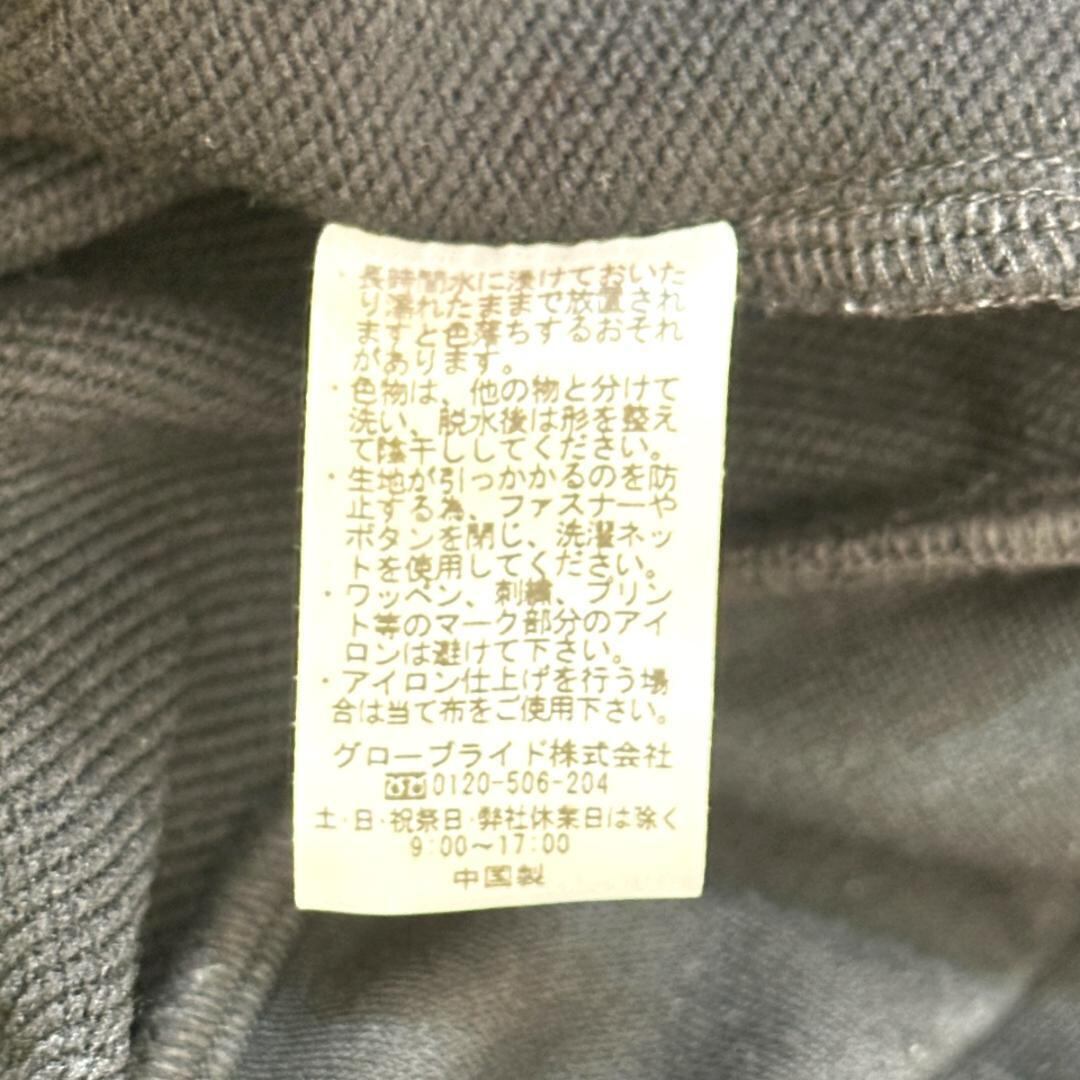 ・長時間水に浸けておいた
り濡れたままで放置され
ますと色落ちするおそれ
があります。
・色物は、他の物と分けて
洗い、脱水後は形を整え
て陰干ししてください。
・生地が引っかかるのを防
止する為、ファスナーや
ボタンを閉じ、洗濯ネッ
トを使用してください。
・ワッペン、刺繍、プリン
ト等のマーク部分のアイ
ロンは避けて下さい。
・アイロン仕上げを行う場
合は当て布をご使用下さい。
グローブライド株式会社
0120-506-204
土・日・祝祭日・弊社休業日は除く
9:00～17:00
中国製